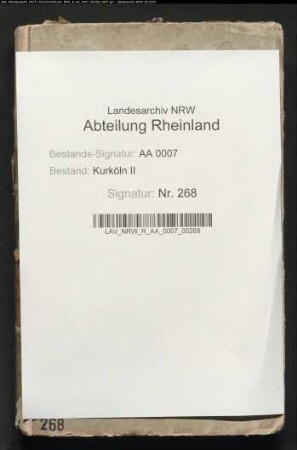 Landesarchiv NRW
Abteilung Rheinland
Bestands-Signatur: AA 0007
Bestand: Kurköln II
Signatur: Nr. 268
LAV_NRW_R_AA_0007_00268
268